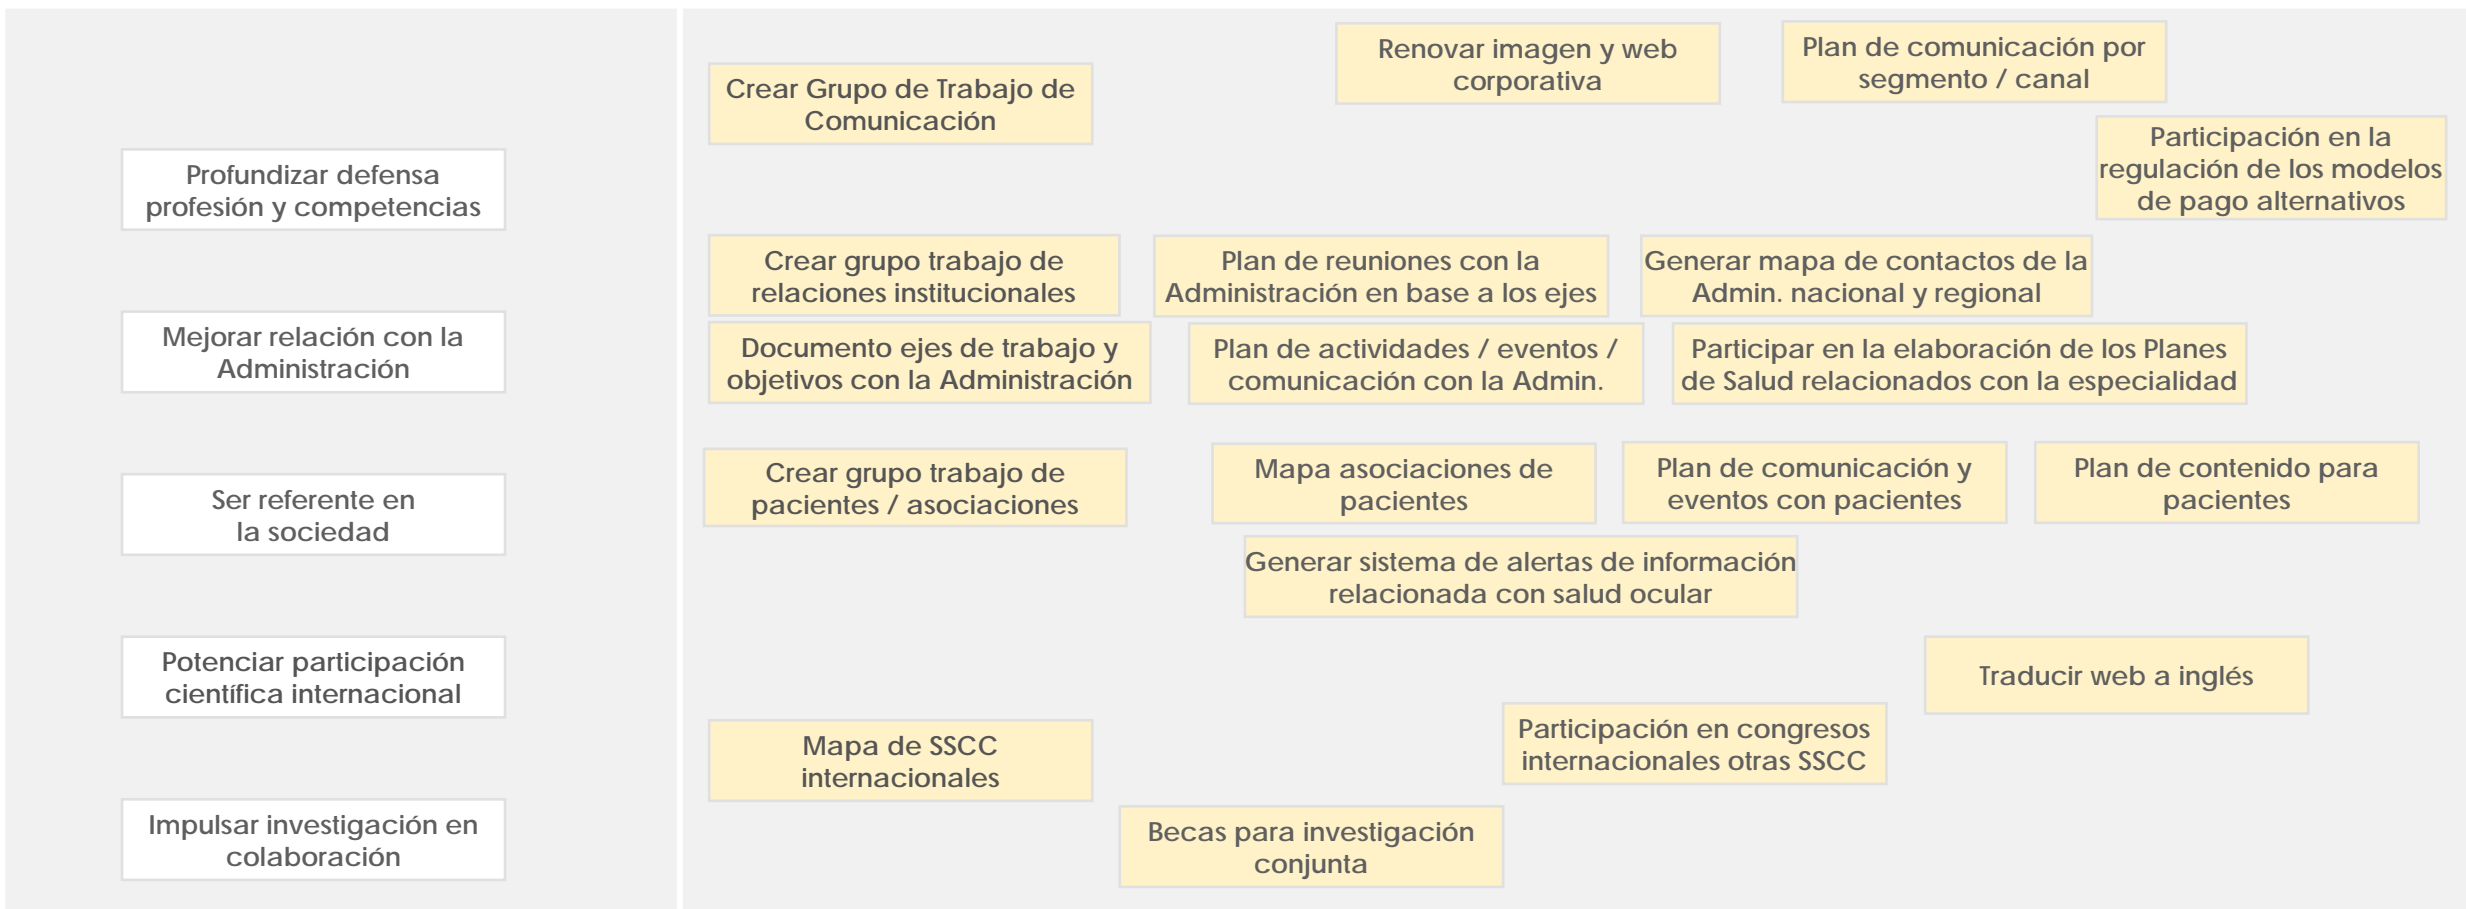 Profundizar defensa
profesión y competencias
Mejorar relación con la
Administración
Ser referente en
la sociedad
Potenciar participación
científica internacional
Impulsar investigación en
colaboración
Crear Grupo de Trabajo de
Comunicación
Renovar imagen y web
corporativa
Plan de comunicación por
segmento / canal
Participación en la
regulación de los modelos
de pago alternativos
Crear grupo trabajo de
relaciones institucionales
Plan de reuniones con la
Administración en base a los ejes
Generar mapa de contactos de la
Admin. nacional y regional
Documento ejes de trabajo y
objetivos con la Administración
Plan de actividades / eventos /
comunicación con la Admin.
Participar en la elaboración de los Planes
de Salud relacionados con la especialidad
Crear grupo trabajo de
pacientes / asociaciones
Mapa asociaciones de
pacientes
Plan de comunicación y
eventos con pacientes
Plan de contenido para
pacientes
Generar sistema de alertas de información
relacionada con salud ocular
Traducir web a inglés
Mapa de SSCC
internacionales
Participación en congresos
internacionales otras SSCC
Becas para investigación
conjunta